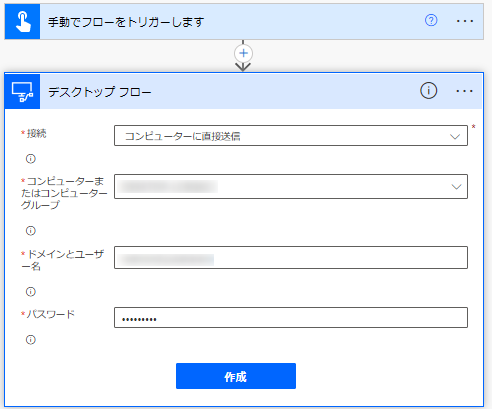 手動でフローをトリガーします
デスクトップ フロー
*接続
コンピューターに直接送信
*
*コンピューターま
たはコンピューター
グループ
*ドメインとユーザ
ー名
*パスワード
•••••••••
作成